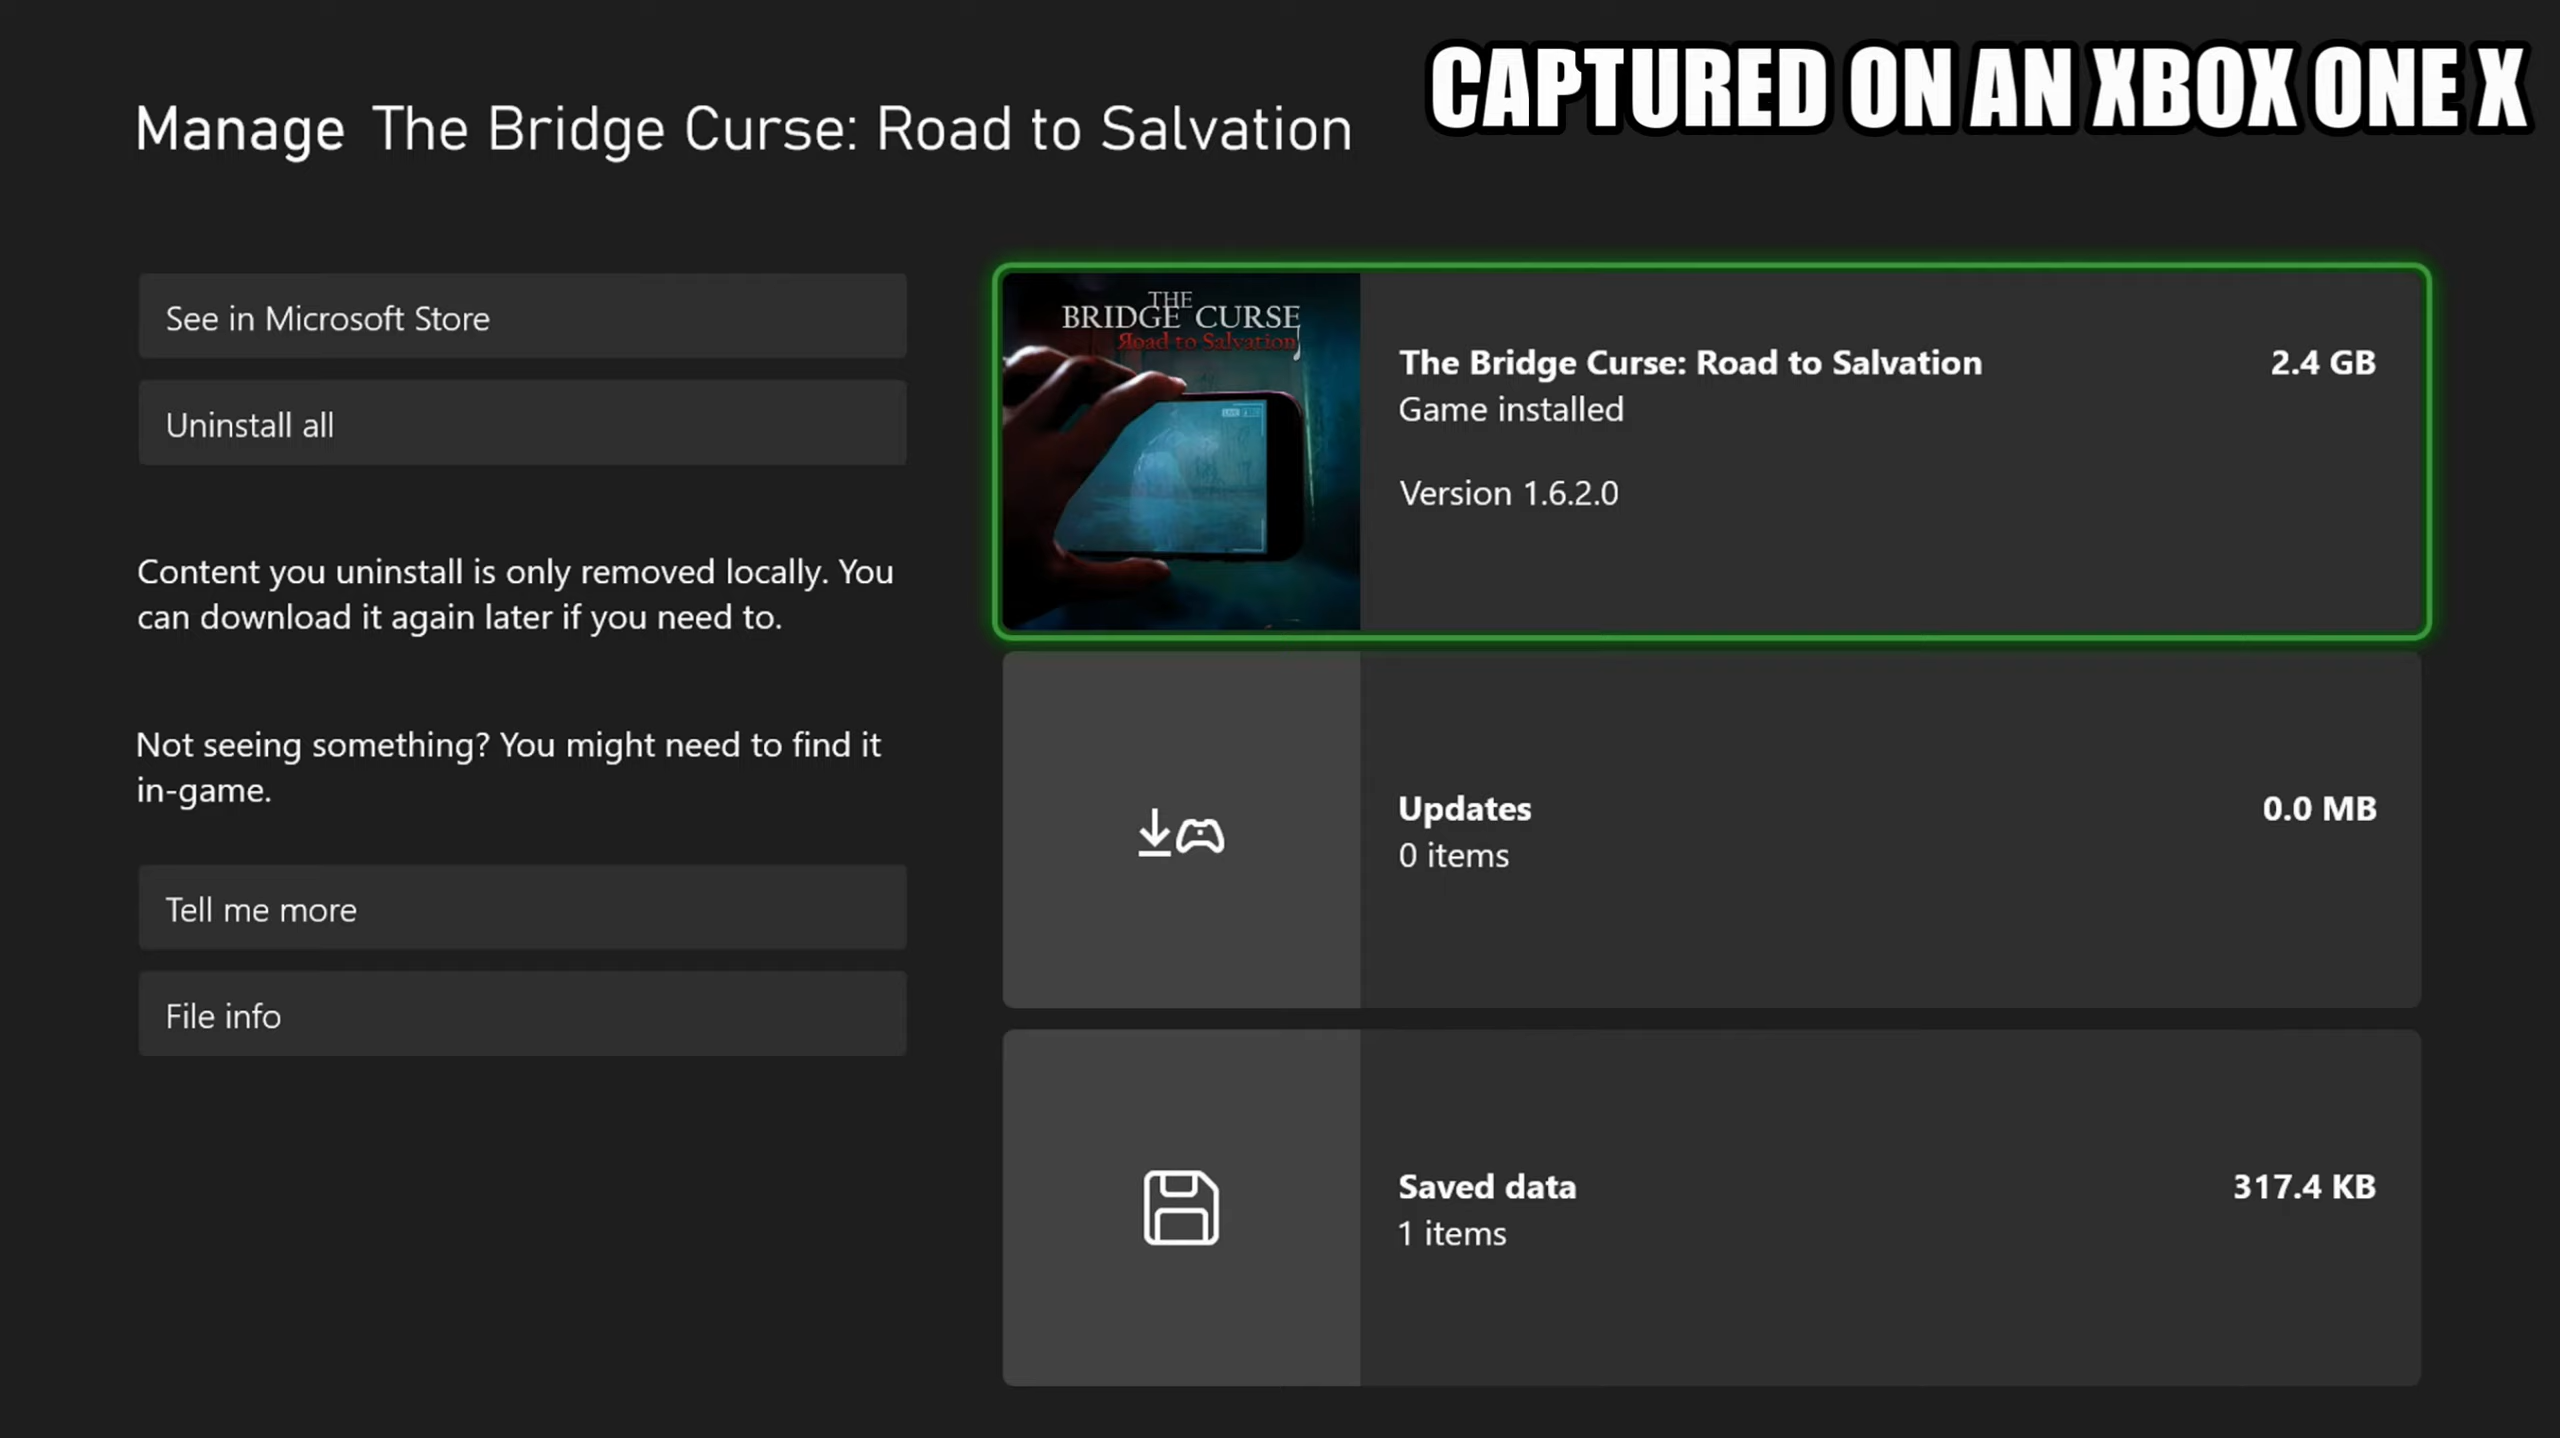 CAPTURED ON AN XBOX ONE X
Manage The Bridge Curse: Road to Salvation
See in Microsoft Store
Uninstall all
Content you uninstall is only removed locally. You
can download it again later if you need to.
Not seeing something? You might need to find it
in-game.
Tell me more
File info
THE
BRIDGE CURSE
Road to Salvation
LIVE
The Bridge Curse: Road to Salvation 2.4 GB
Game installed
Version 1.6.2.0
Updates 0.0 MB
0 items
Saved data 317.4 KB
1 items